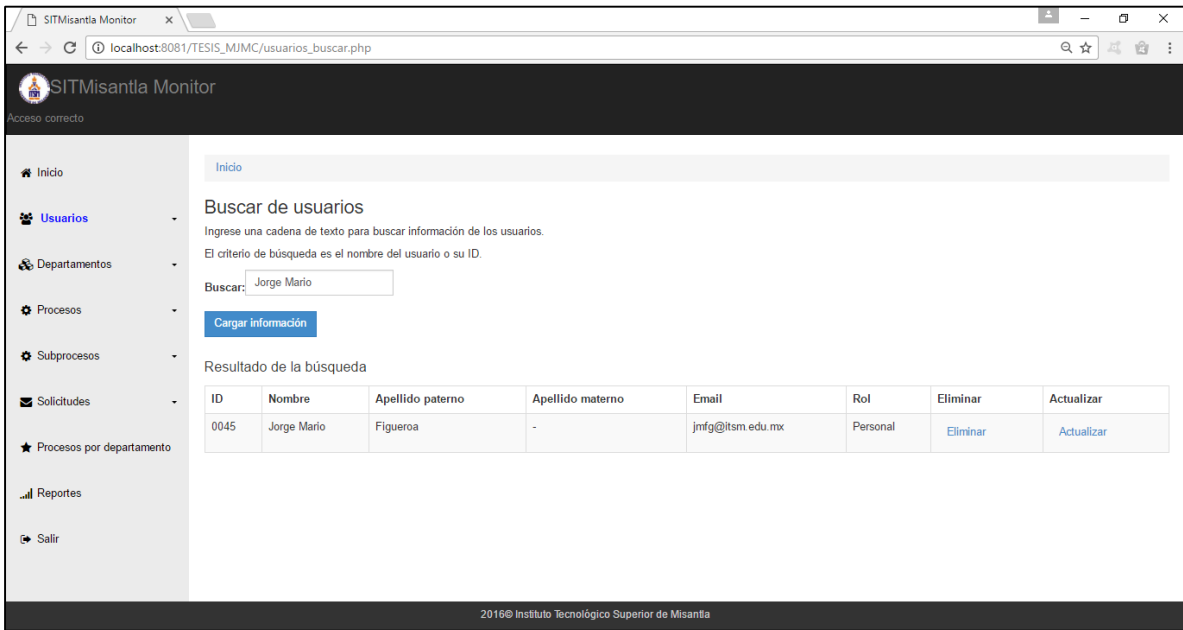 SITMisantla Monitor
localhost:8081/TESIS_MJMC/usuarios_buscar.php
SITMisantla Monitor
Acceso correcto
Inicio
Usuarios
Departamentos
Procesos
Subprocesos
Solicitudes
Procesos por departamento
Reportes
Salir
Inicio
Buscar de usuarios
Ingrese una cadena de texto para buscar información de los usuarios.
El criterio de búsqueda es el nombre del usuario o su ID.
Buscar: Jorge Mario
Cargar información
Resultado de la búsqueda
ID Nombre Apellido paterno Apellido materno Email Rol Eliminar Actualizar
0045 Jorge Mario Figueroa - jmfg@itsm.edu.mx Personal Eliminar Actualizar
2016© Instituto Tecnológico Superior de Misantla